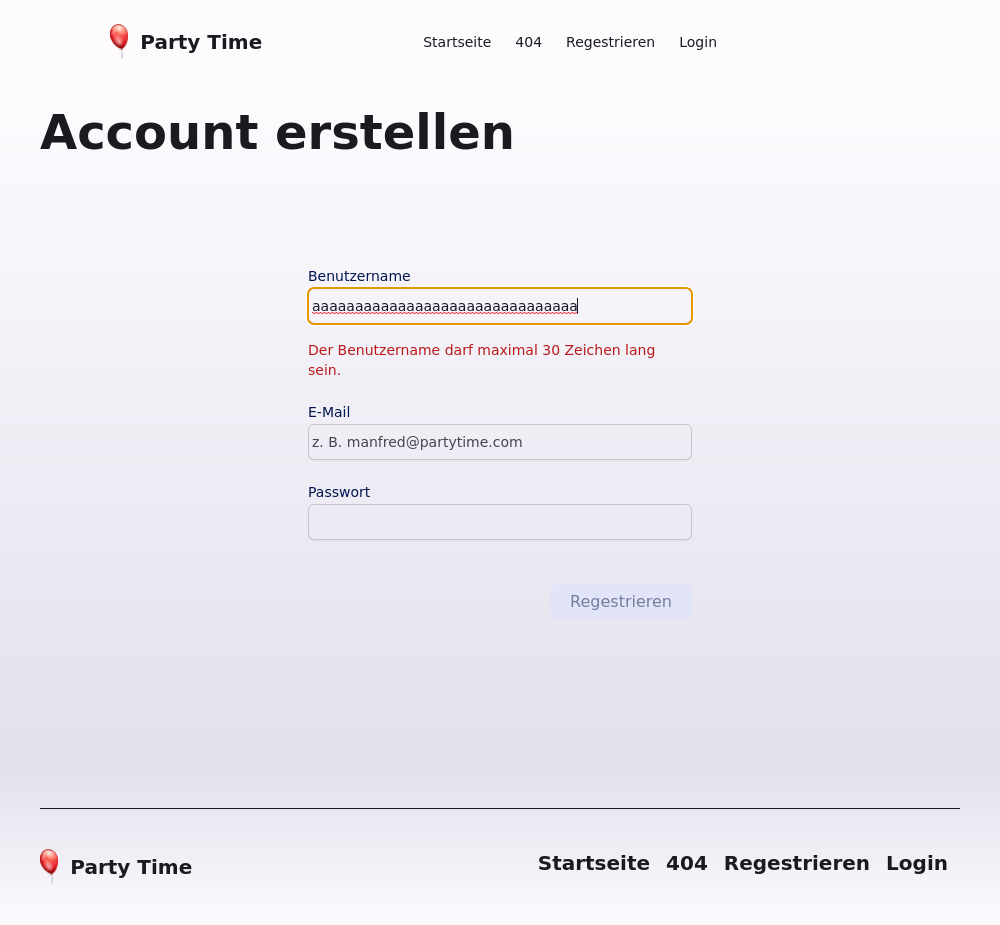 Party Time
Startseite 404 Regestrieren Login
Account erstellen
Benutzername
aaaaaaaaaaaaaaaaaaaaaaaaaaaaaaa
Der Benutzername darf maximal 30 Zeichen lang
sein.
E-Mail
z. B. manfred@partytime.com
Passwort
Regestrieren
Party Time
Startseite 404 Regestrieren Login